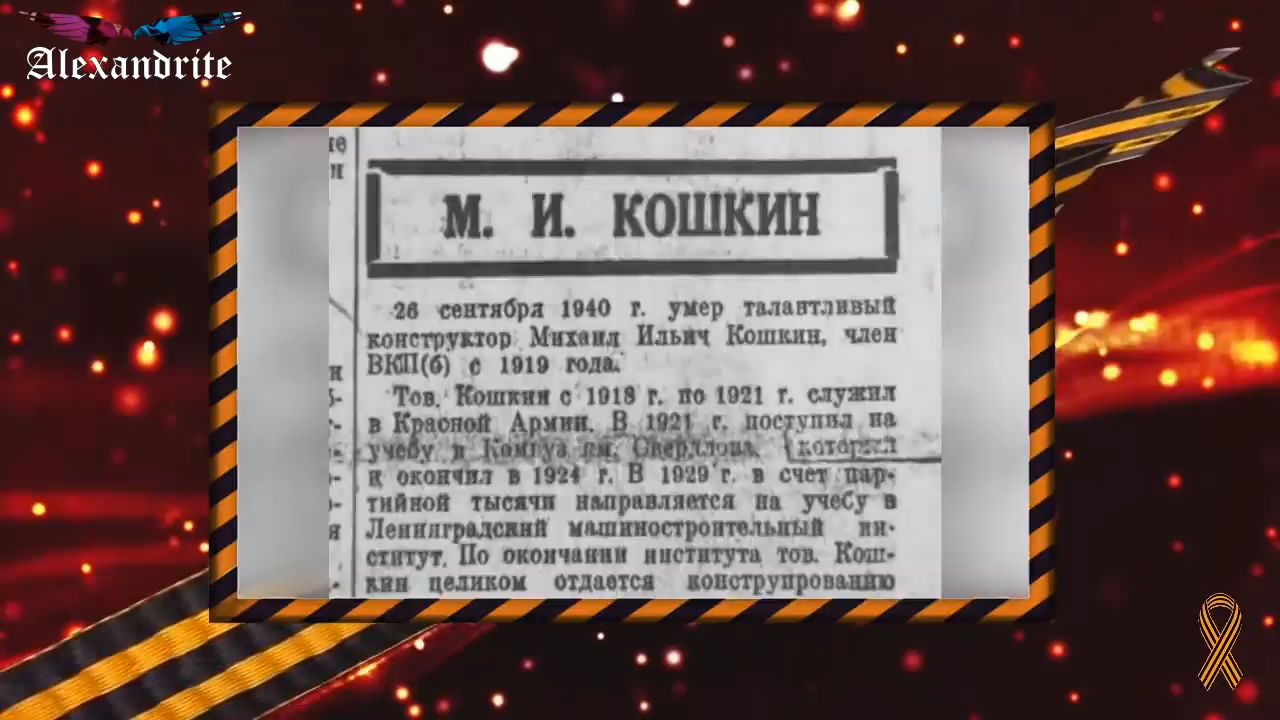 Alexandrite
М. И. КОШКИН
26 сентября 1940 г. умер талантливый
конструктор Михаил Ильич Кошкин, член
ВКП(б) с 1919 года.
Тов. Кошкин с 1918 г. по 1921 г. служил
в Красной Армии. В 1921 г. поступил на
учебу в Комвуз им. Свердлова, который
и окончил в 1924 г. В 1929 г. в счет пар-
тийной тысячи направляется на учебу в
Ленинградский машиностроительный ин-
ститут. По окончании института тов. Кош-
кин целиком отдается конструированию